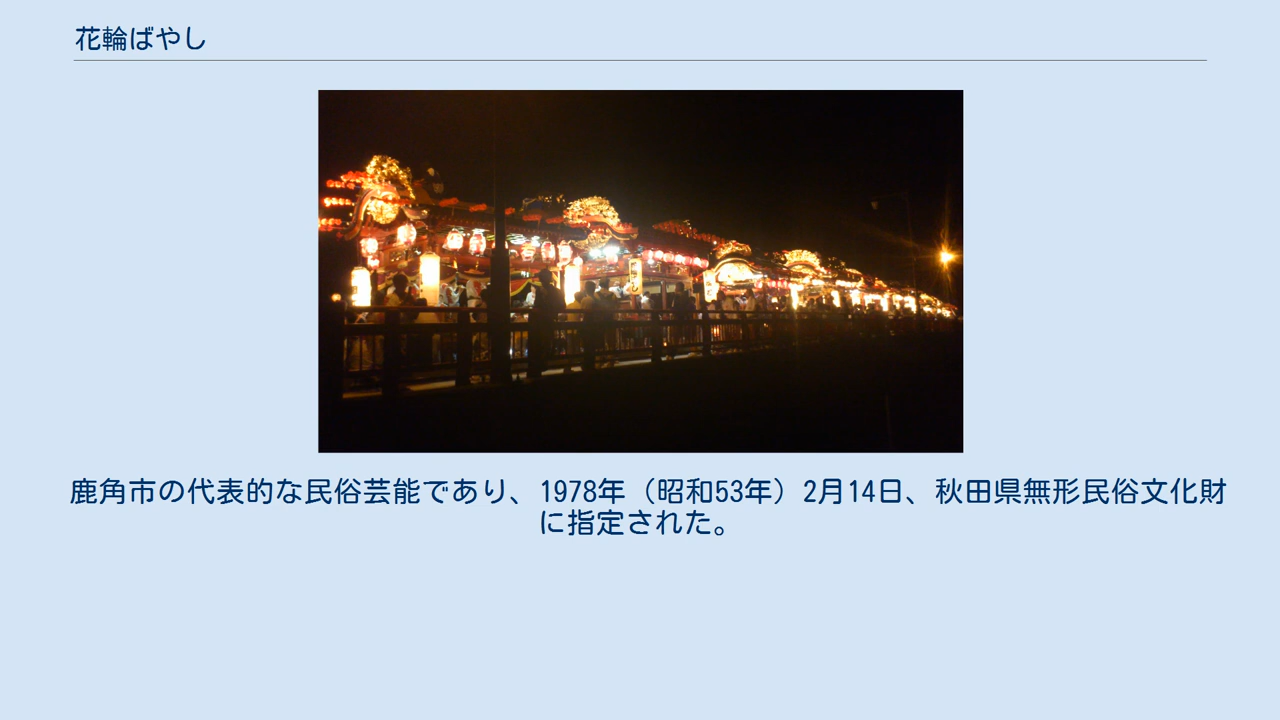 花輪ばやし
鹿角市の代表的な民俗芸能であり、1978年（昭和53年）2月14日、秋田県無形民俗文化財
に指定された。